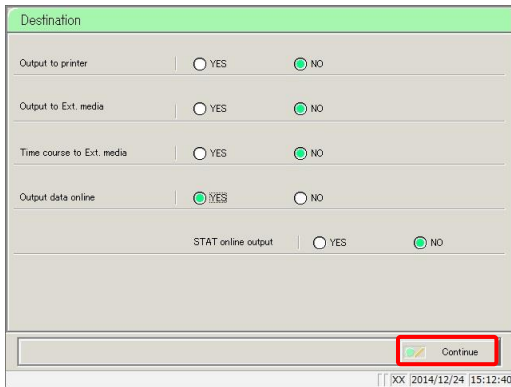 Destination
Output to printer YES NO
Output to Ext. media YES NO
Time course to Ext. media YES NO
Output data online YES NO
STAT online output YES NO
Continue
XX 2014/12/24 15:12:40